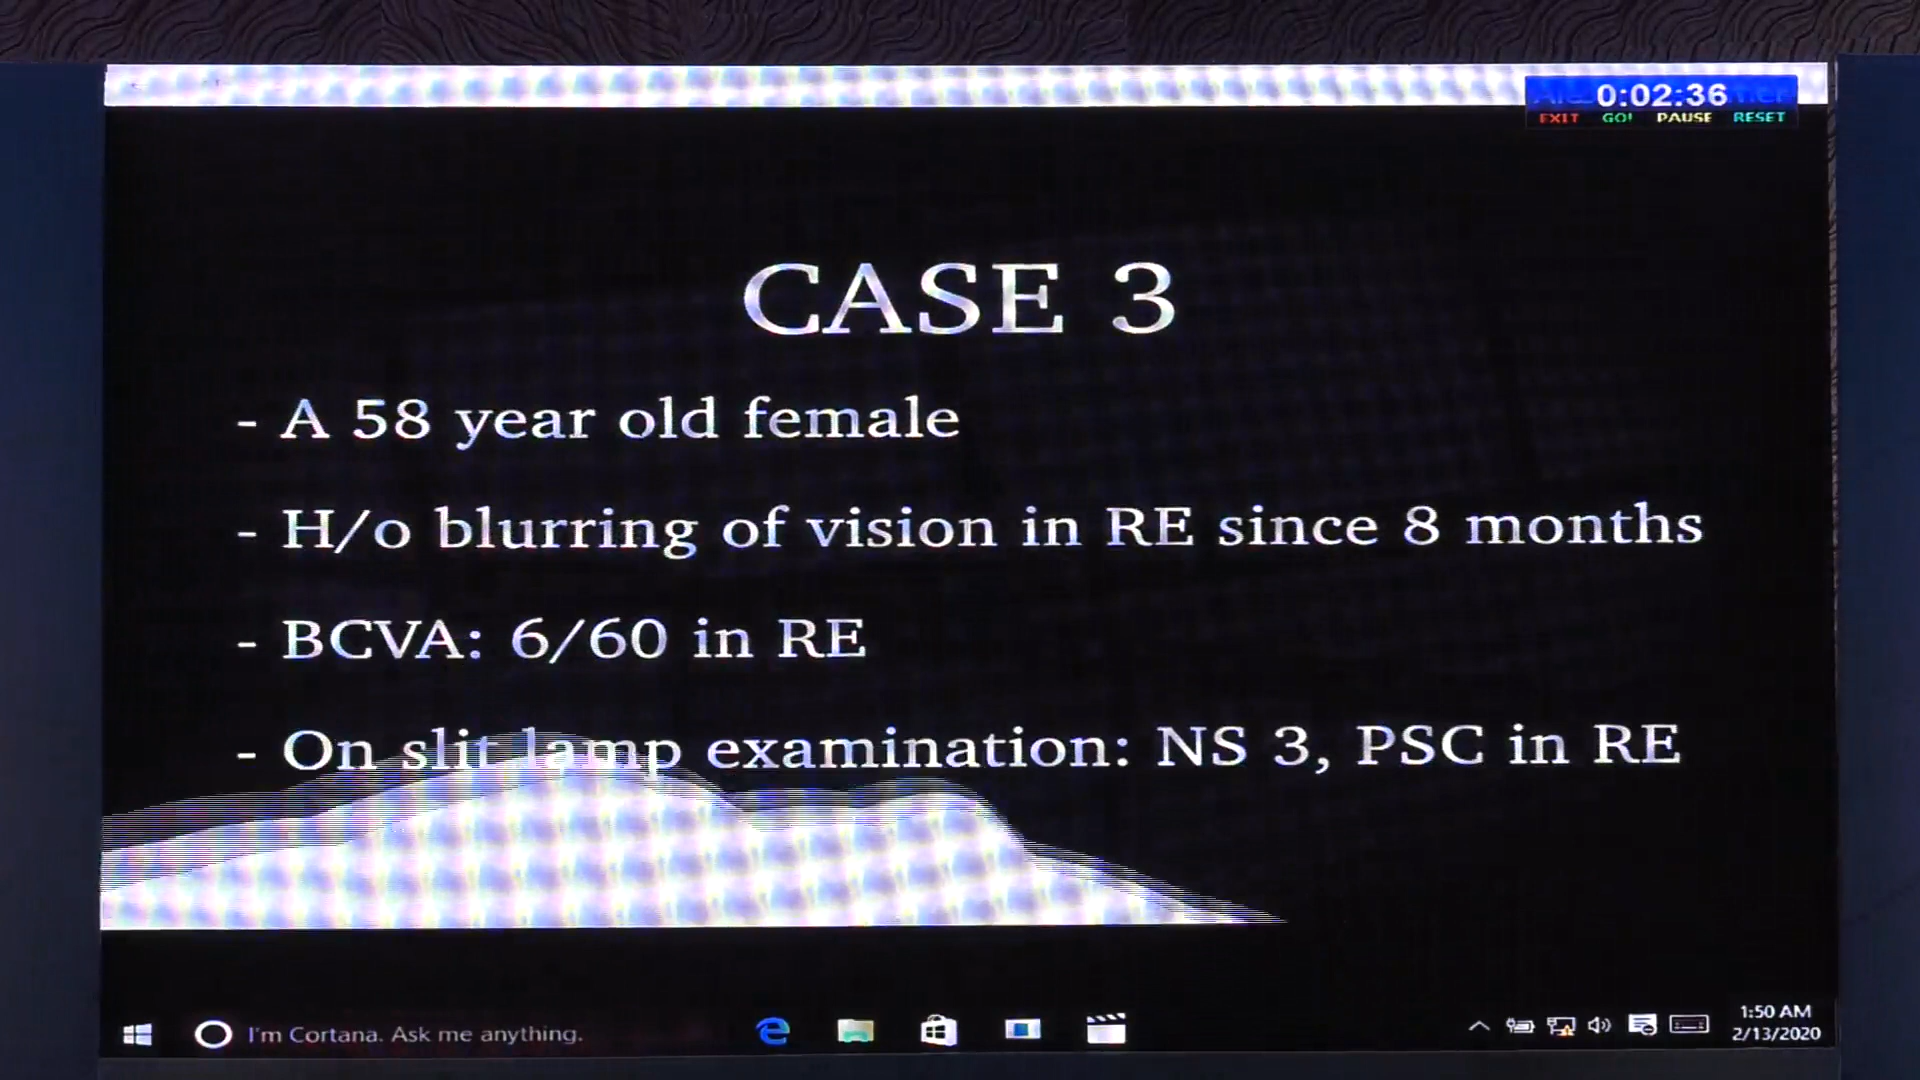 0:02:36
EXIT GO! PAUSE RESET
CASE 3
- A 58 year old female
- H/o blurring of vision in RE since 8 months
- BCVA: 6/60 in RE
- On slit lamp examination: NS 3, PSC in RE
I'm Cortana. Ask me anything.
1:50 AM
2/13/2020